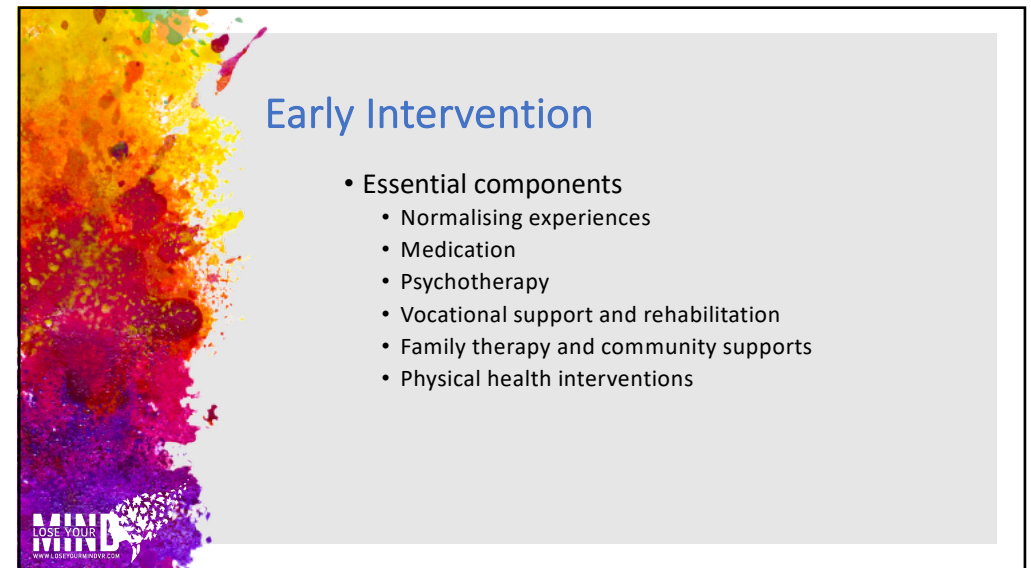 Early Intervention
• Essential components
• Normalising experiences
• Medication
• Psychotherapy
• Vocational support and rehabilitation
• Family therapy and community supports
• Physical health interventions
LOSE YOUR
MIND
WWW.LOSEYOURMINDVR.COM